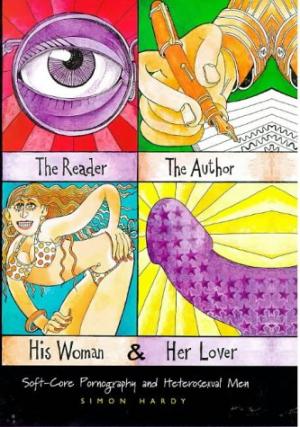 The Reader
The Author
His Woman & Her Lover
Soft-Core Pornography and Heterosexual Men
SIMON HARDY